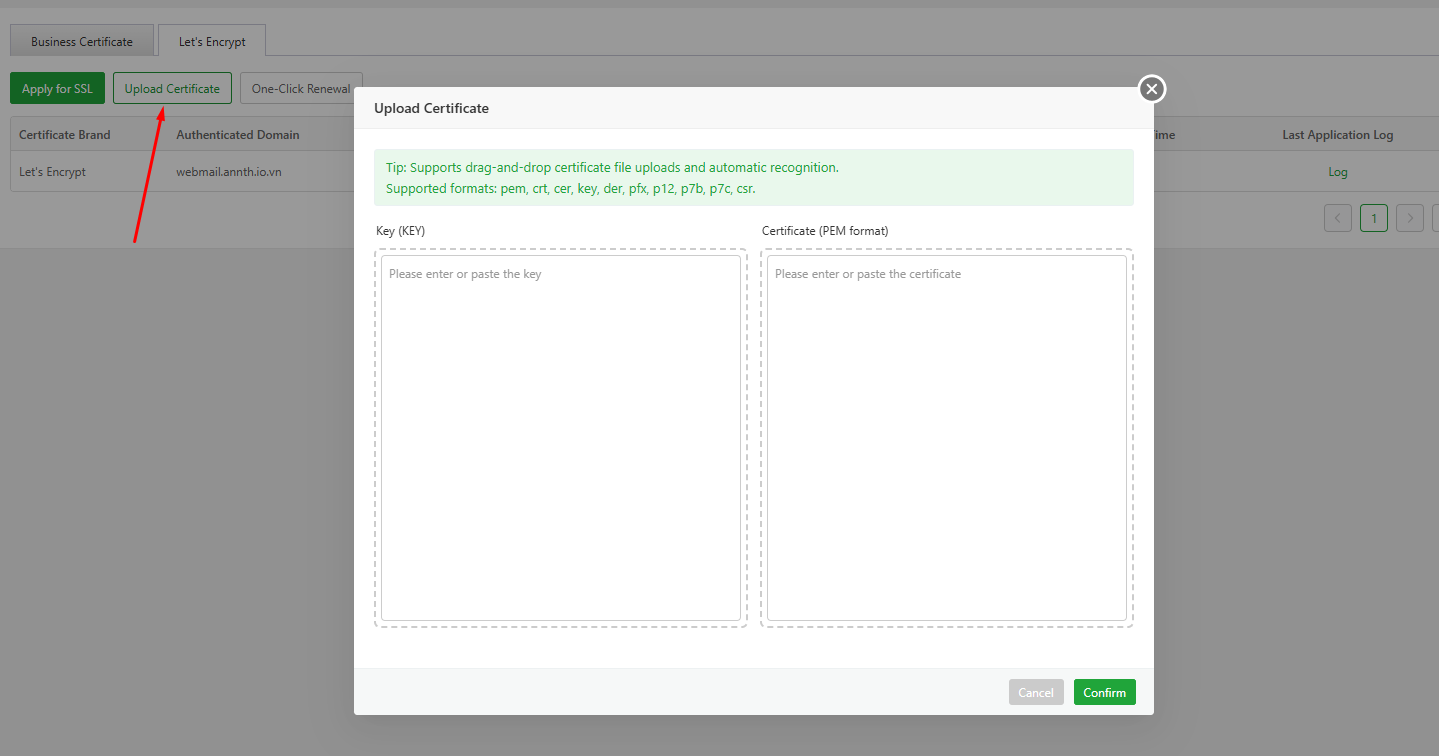 Business Certificate
Let's Encrypt
Apply for SSL
Upload Certificate
One-Click Renewal
Upload Certificate
Certificate Brand
Authenticated Domain
Last Application Log
Let's Encrypt
webmail.annth.io.vn
Log
Tip: Supports drag-and-drop certificate file uploads and automatic recognition.
Supported formats: pem, crt, cer, key, der, pfx, p12, p7b, p7c, csr.
1
Key (KEY)
Certificate (PEM format)
Please enter or paste the key
Please enter or paste the certificate
Cancel
Confirm